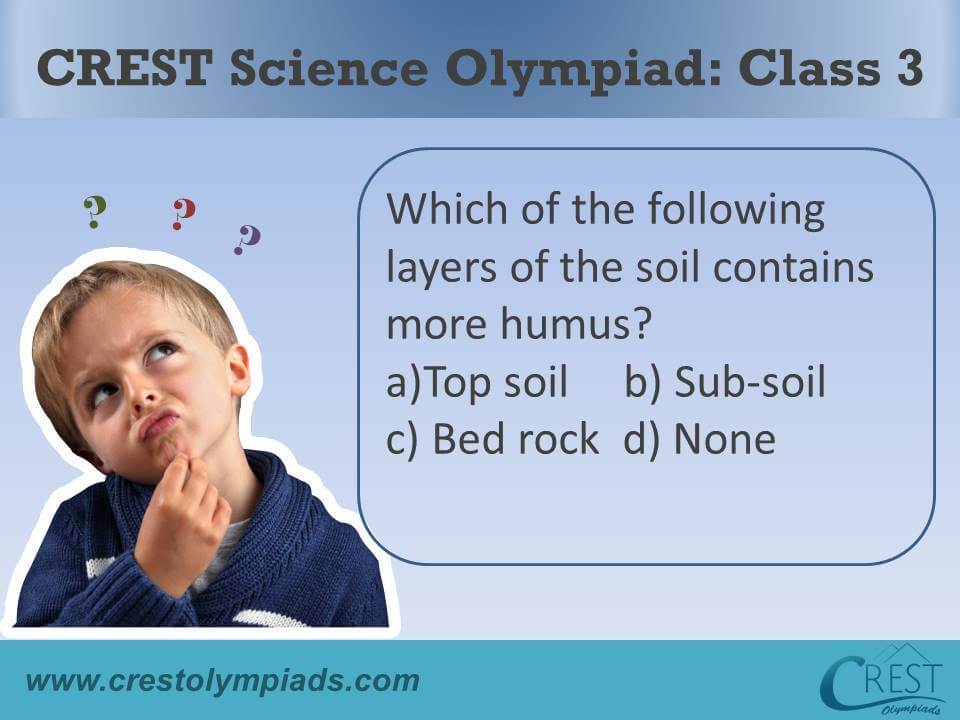 CREST Science Olympiad: Class 3
? ? ?
Which of the following
layers of the soil contains
more humus?
a)Top soil b) Sub-soil
c) Bed rock d) None
www.crestolympiads.com
CREST
Olympiads